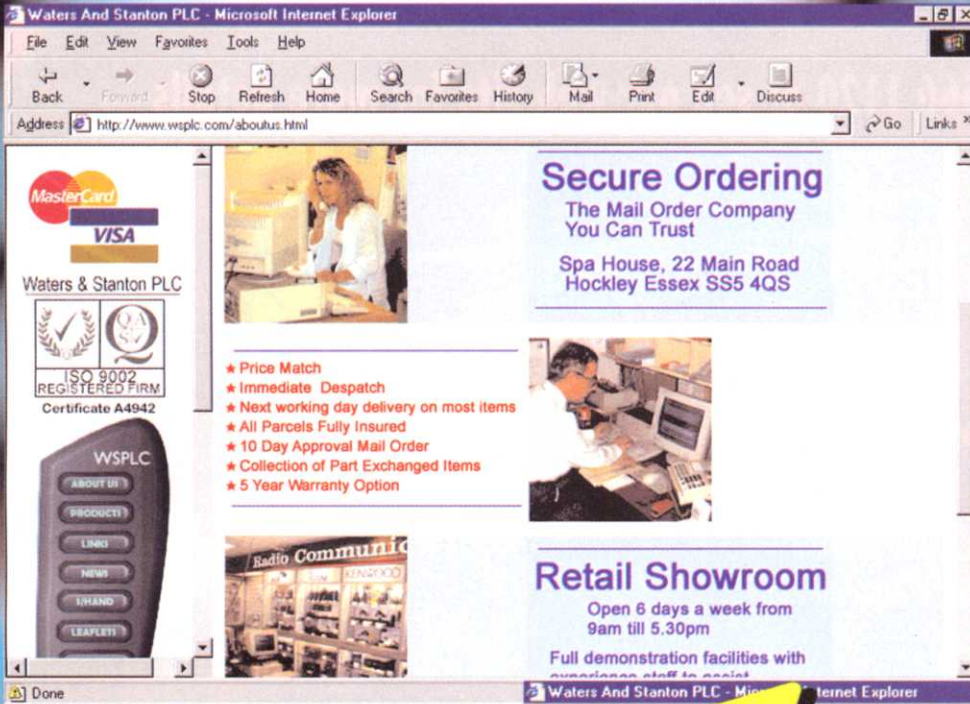 Waters And Stanton PLC - Microsoft Internet Explorer
File Edit View Favorites Tools Help
Back Forward Stop Refresh Home Search Favorites History Mail Print Edit Discuss
Address http://www.wsplc.com/aboutus.html Go Links »
MasterCard
VISA
Waters & Stanton PLC
ISO 9002
REGISTERED FIRM
Certificate A4942
WSPLC
ABOUT US
PRODUCTS
LINKS
NEWS
S/HAND
LEAFLETS
Secure Ordering
The Mail Order Company
You Can Trust
Spa House, 22 Main Road
Hockley Essex SS5 4QS
★ Price Match
★ Immediate Despatch
★ Next working day delivery on most items
★ All Parcels Fully Insured
★ 10 Day Approval Mail Order
★ Collection of Part Exchanged Items
★ 5 Year Warranty Option
Radio Communic
KENWOOD
Retail Showroom
Open 6 days a week from
9am till 5.30pm
Full demonstration facilities with
Done
Waters And Stanton PLC - Mic ternet Explorer